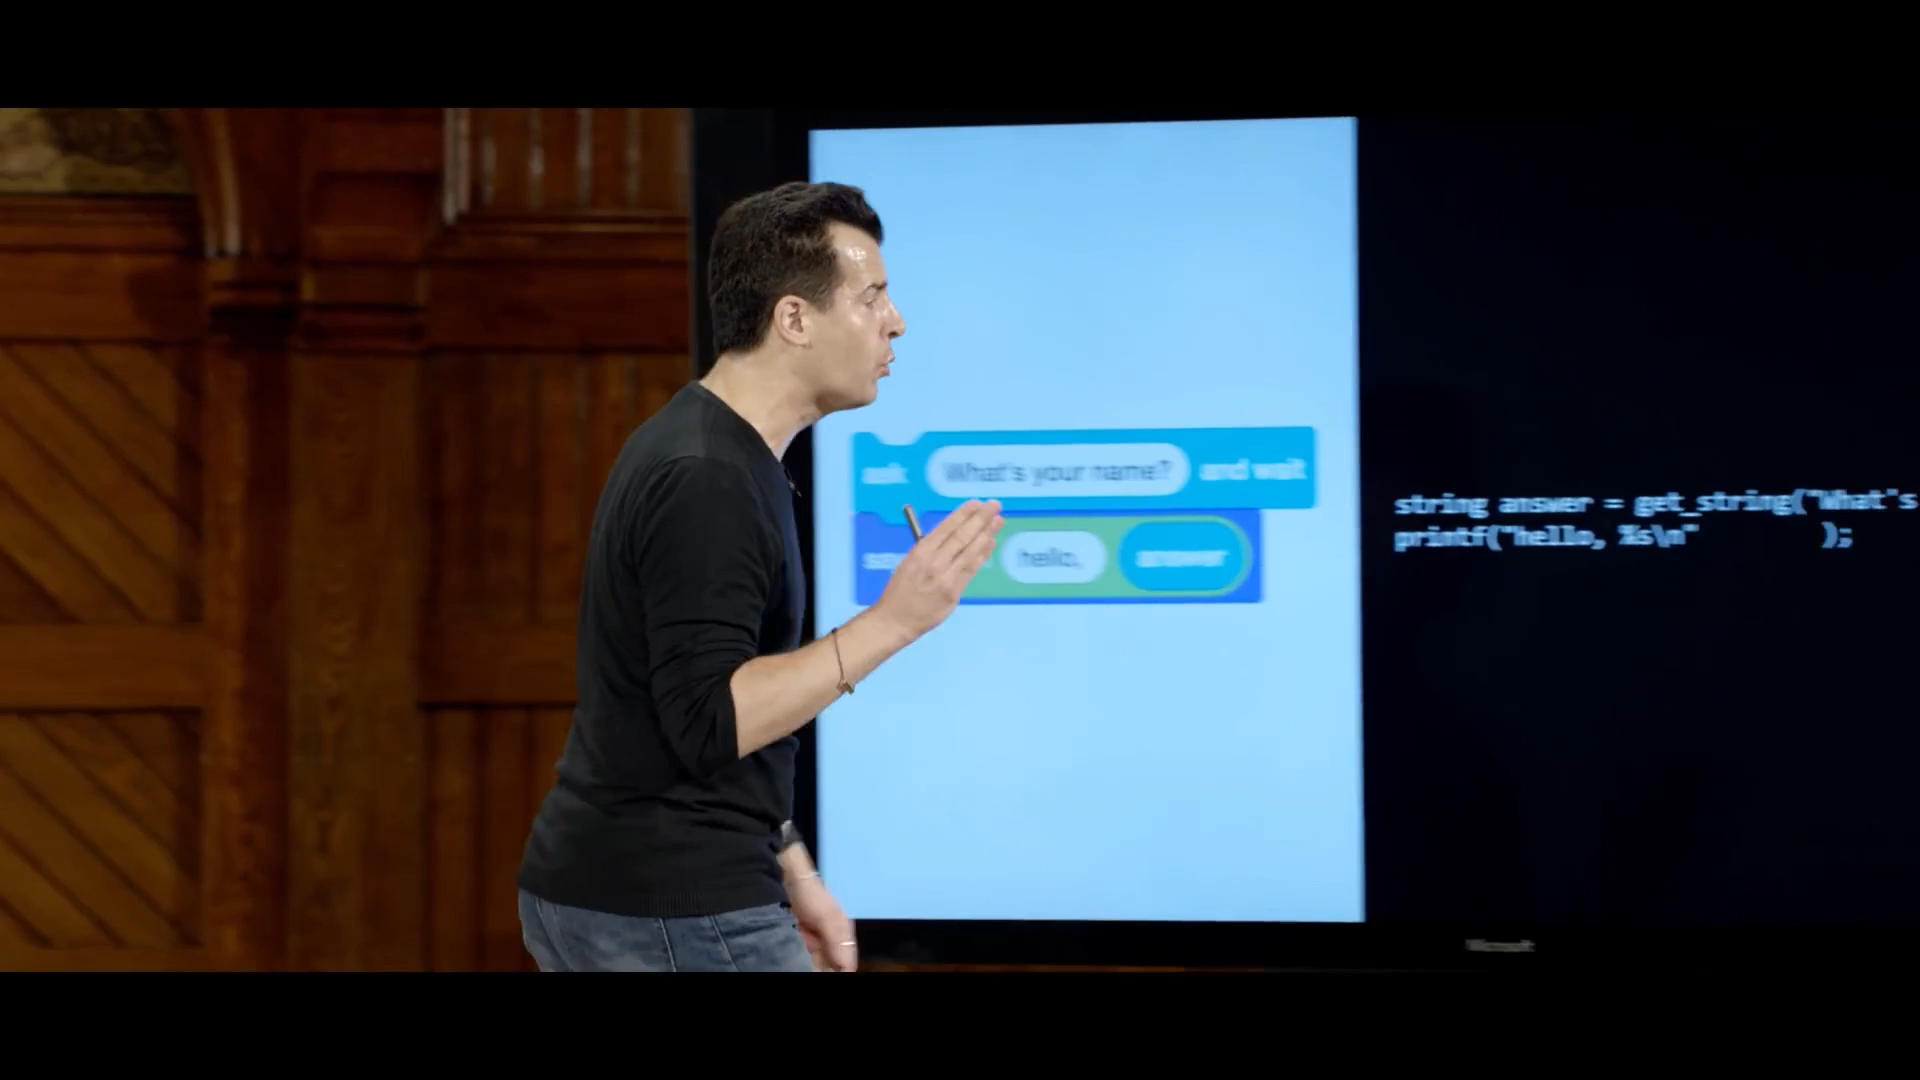 ask What's your name? and wait
hello, answer
string answer = get_string("What's
printf("hello, %s\n" );